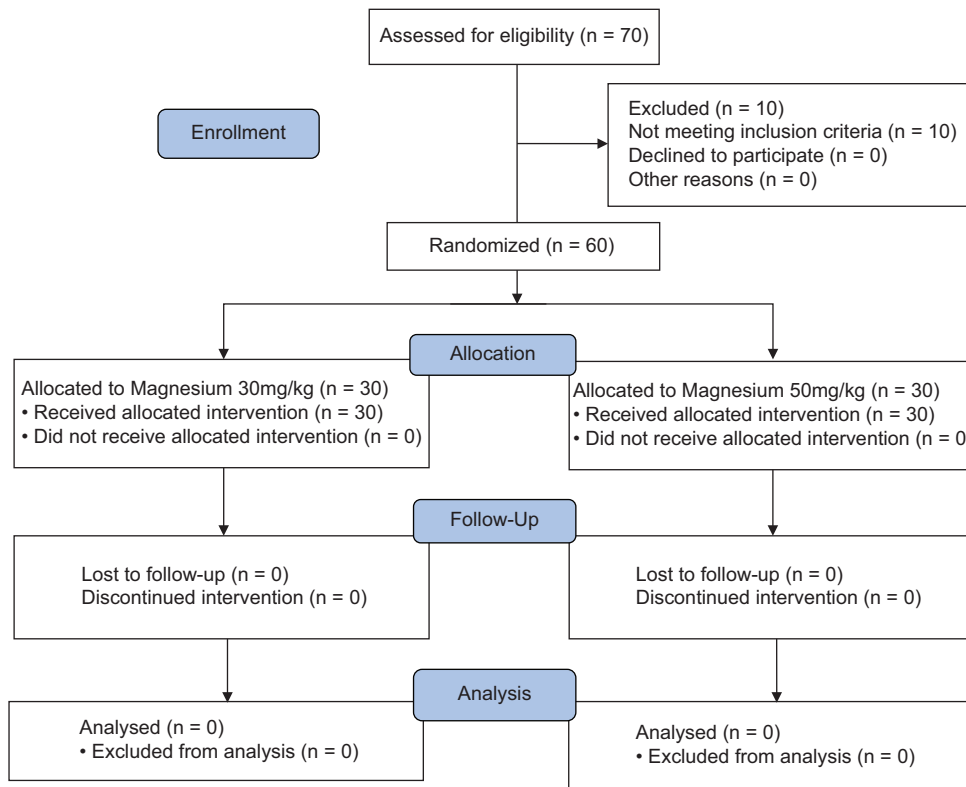 Assessed for eligibility (n = 70)
Enrollment
Excluded (n = 10)
Not meeting inclusion criteria (n = 10)
Declined to participate (n = 0)
Other reasons (n = 0)
Randomized (n = 60)
Allocation
Allocated to Magnesium 30mg/kg (n = 30)
• Received allocated intervention (n = 30)
• Did not receive allocated intervention (n = 0)
Allocated to Magnesium 50mg/kg (n = 30)
• Received allocated intervention (n = 30)
• Did not receive allocated intervention (n = 0
Follow-Up
Lost to follow-up (n = 0)
Discontinued intervention (n = 0)
Lost to follow-up (n = 0)
Discontinued intervention (n = 0)
Analysis
Analysed (n = 0)
• Excluded from analysis (n = 0)
Analysed (n = 0)
• Excluded from analysis (n = 0)